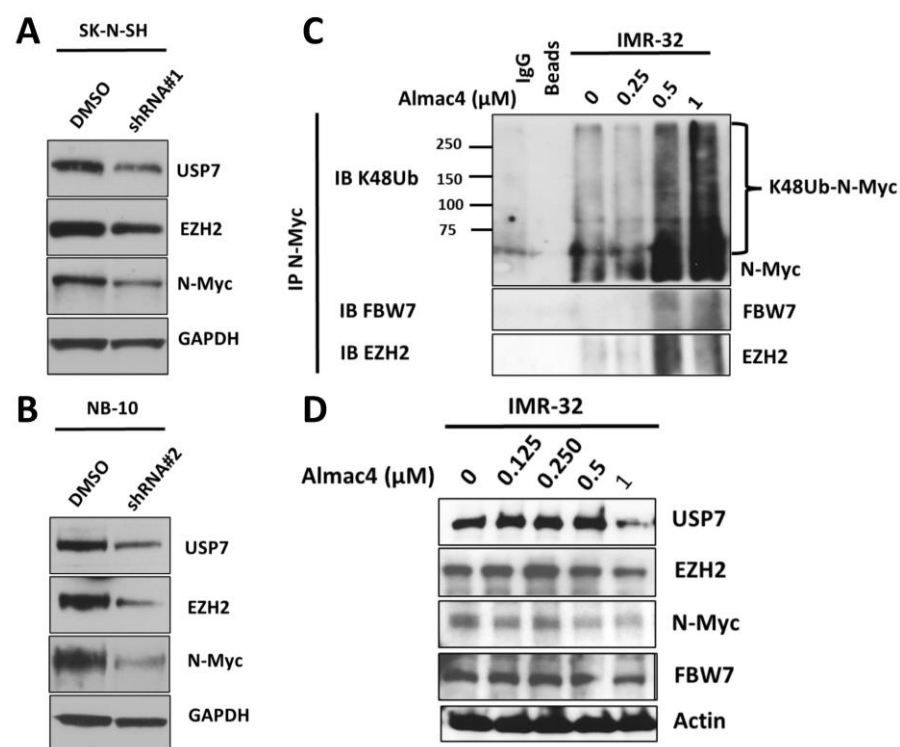 A
SK-N-SH
DMSO
shRNA#1
USP7
EZH2
N-Myc
GAPDH
B
NB-10
DMSO
shRNA#2
USP7
EZH2
N-Myc
GAPDH
C
IMR-32
IgG
Beads
Almac4 (µM)
0
0.25
0.5
1
IP N-Myc
IB K48Ub
250
150
100
75
K48Ub-N-Myc
N-Myc
IB FBW7
FBW7
IB EZH2
EZH2
D
IMR-32
Almac4 (µM)
0
0.125
0.250
0.5
1
USP7
EZH2
N-Myc
FBW7
Actin